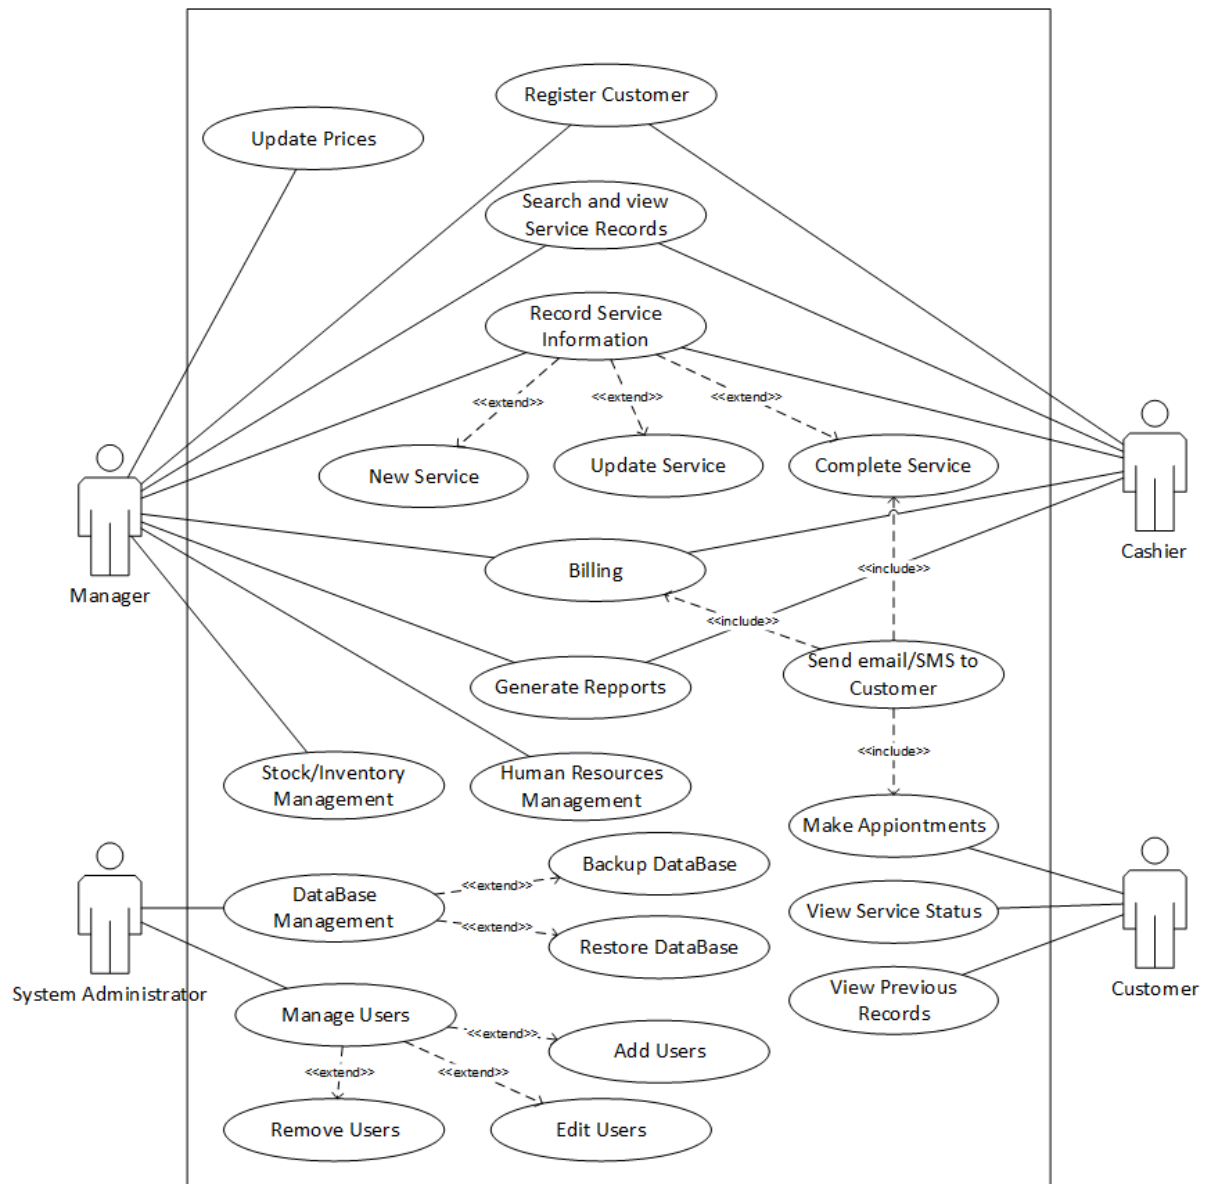 Register Customer
Update Prices
Search and view
Service Records
Record Service
Information
<<extend>>
<<extend>>
<<extend>>
New Service
Update Service
Complete Service
Manager
Cashier
Billing
<<include>>
<<include>>
Generate Repports
Send email/SMS to
Customer
<<include>>
Stock/Inventory
Management
Human Resources
Management
Make Appiontments
Backup DataBase
<<extend>>
DataBase
Management
<<extend>>
Restore DataBase
View Service Status
System Administrator
Customer
View Previous
Records
Manage Users
<<extend>>
Add Users
<<extend>>
<<extend>>
Remove Users
Edit Users